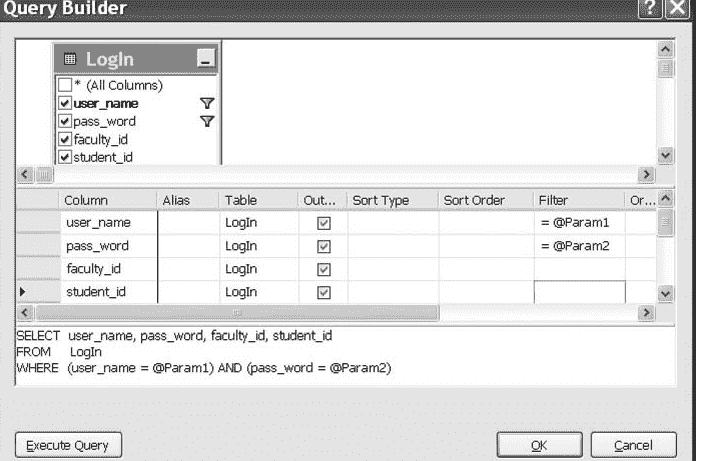 Query Builder
LogIn
* (All Columns)
user_name
pass_word
faculty_id
student_id
Column Alias Table Out... Sort Type Sort Order Filter Or...
user_name LogIn = @Param1
pass_word LogIn = @Param2
faculty_id LogIn
student_id LogIn
SELECT user_name, pass_word, faculty_id, student_id
FROM LogIn
WHERE (user_name = @Param1) AND (pass_word = @Param2)
Execute Query OK Cancel